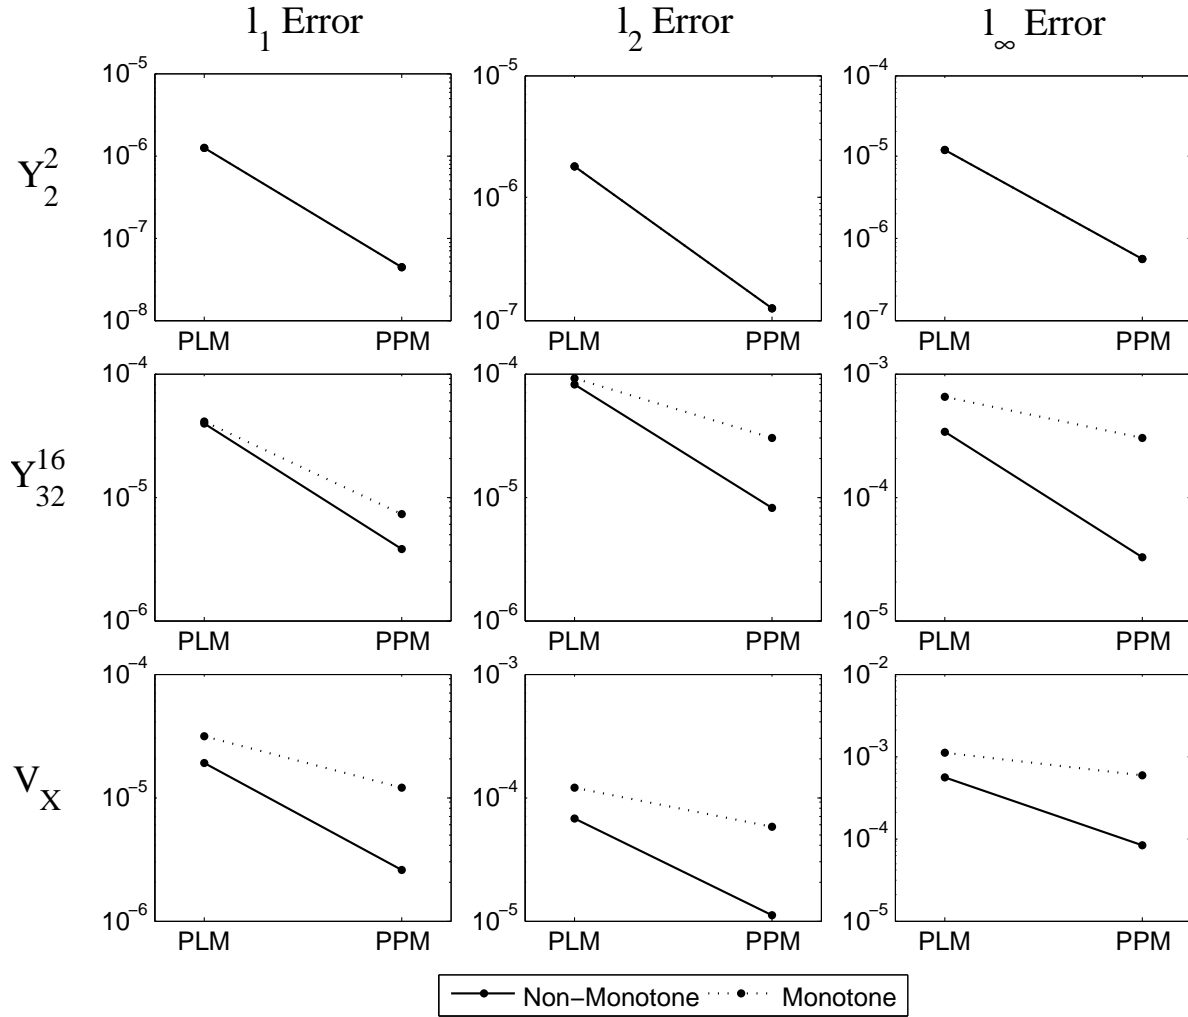 l₁ Error
l₂ Error
l∞ Error
Y₂²
10⁻⁵
10⁻⁶
10⁻⁷
10⁻⁸
PLM
PPM
10⁻⁵
10⁻⁶
10⁻⁷
PLM
PPM
10⁻⁴
10⁻⁵
10⁻⁶
10⁻⁷
PLM
PPM
Y₃₂¹⁶
10⁻⁴
10⁻⁵
10⁻⁶
PLM
PPM
10⁻⁴
10⁻⁵
10⁻⁶
PLM
PPM
10⁻³
10⁻⁴
10⁻⁵
PLM
PPM
V_X
10⁻⁴
10⁻⁵
10⁻⁶
PLM
PPM
10⁻³
10⁻⁴
10⁻⁵
PLM
PPM
10⁻²
10⁻³
10⁻⁴
10⁻⁵
PLM
PPM
Non−Monotone
Monotone